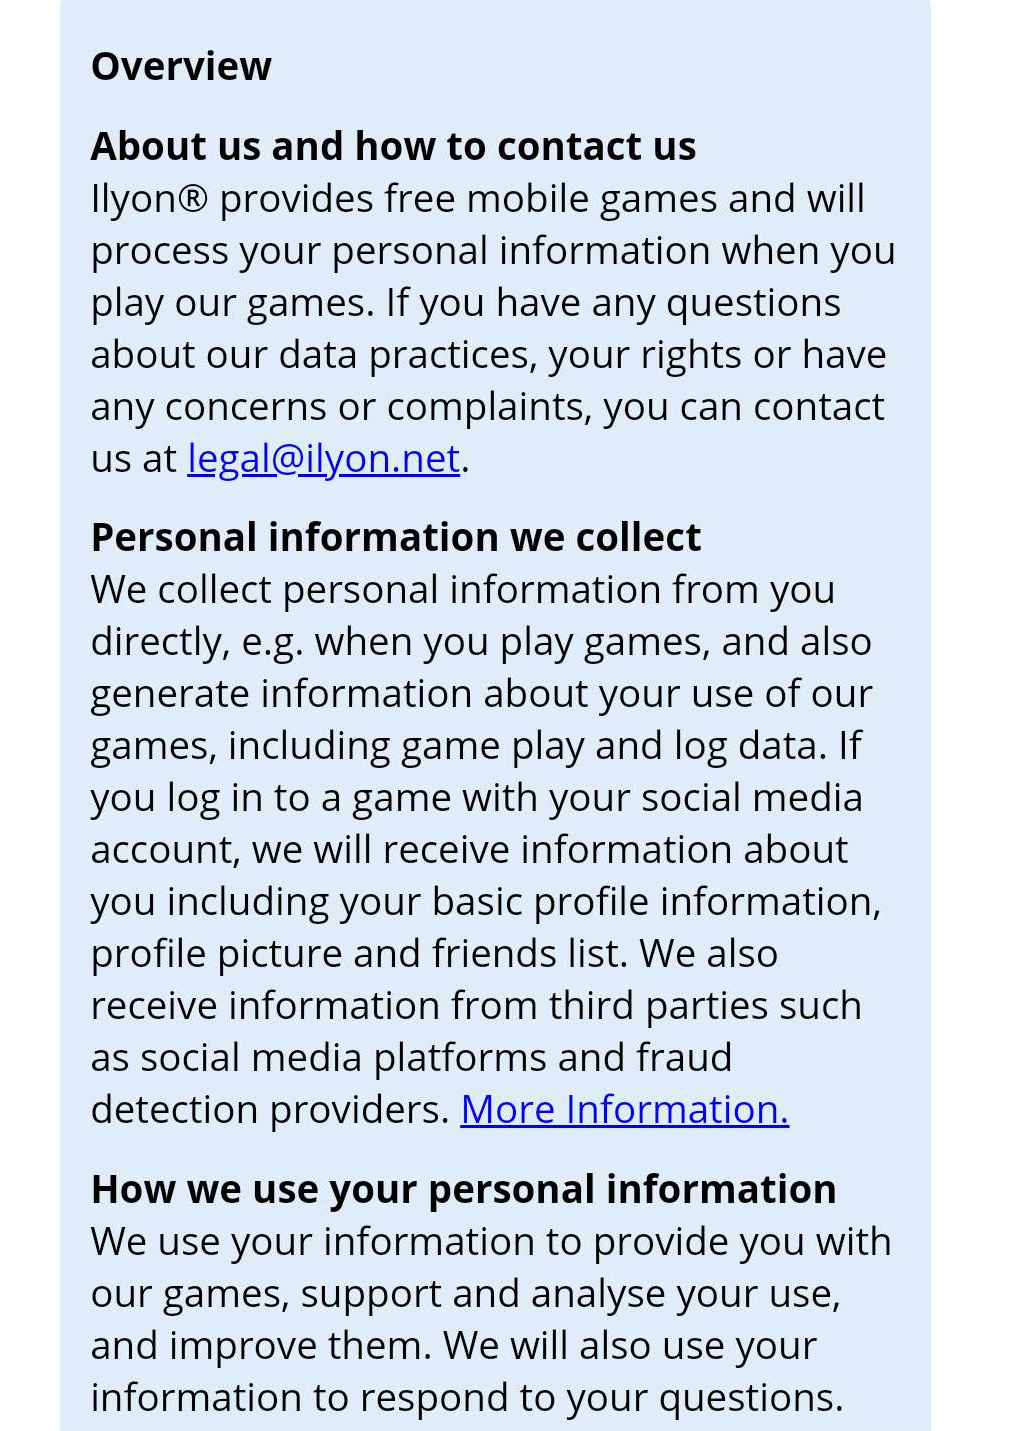 Overview
About us and how to contact us
Ilyon® provides free mobile games and will
process your personal information when you
play our games. If you have any questions
about our data practices, your rights or have
any concerns or complaints, you can contact
us at legal@ilyon.net.
Personal information we collect
We collect personal information from you
directly, e.g. when you play games, and also
generate information about your use of our
games, including game play and log data. If
you log in to a game with your social media
account, we will receive information about
you including your basic profile information,
profile picture and friends list. We also
receive information from third parties such
as social media platforms and fraud
detection providers. More Information.
How we use your personal information
We use your information to provide you with
our games, support and analyse your use,
and improve them. We will also use your
information to respond to your questions.